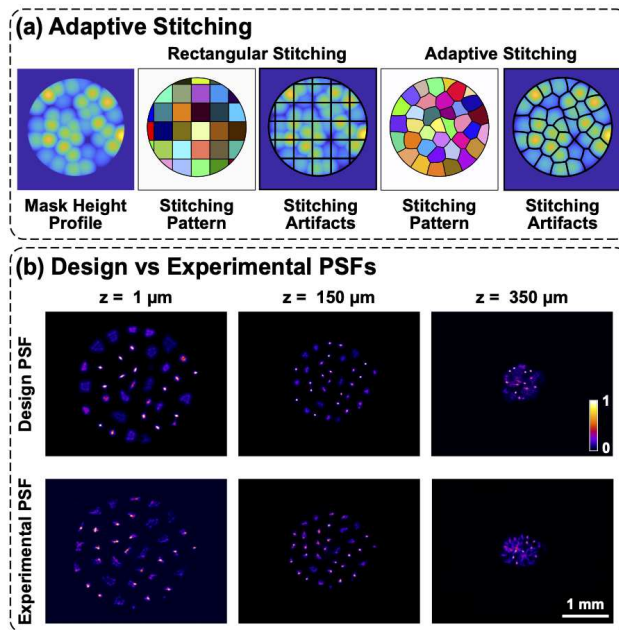 (a) Adaptive Stitching
Rectangular Stitching
Adaptive Stitching
Mask Height Profile
Stitching Pattern
Stitching Artifacts
Stitching Pattern
Stitching Artifacts
(b) Design vs Experimental PSFs
z = 1 µm
z = 150 µm
z = 350 µm
Design PSF
1
0
Experimental PSF
1 mm